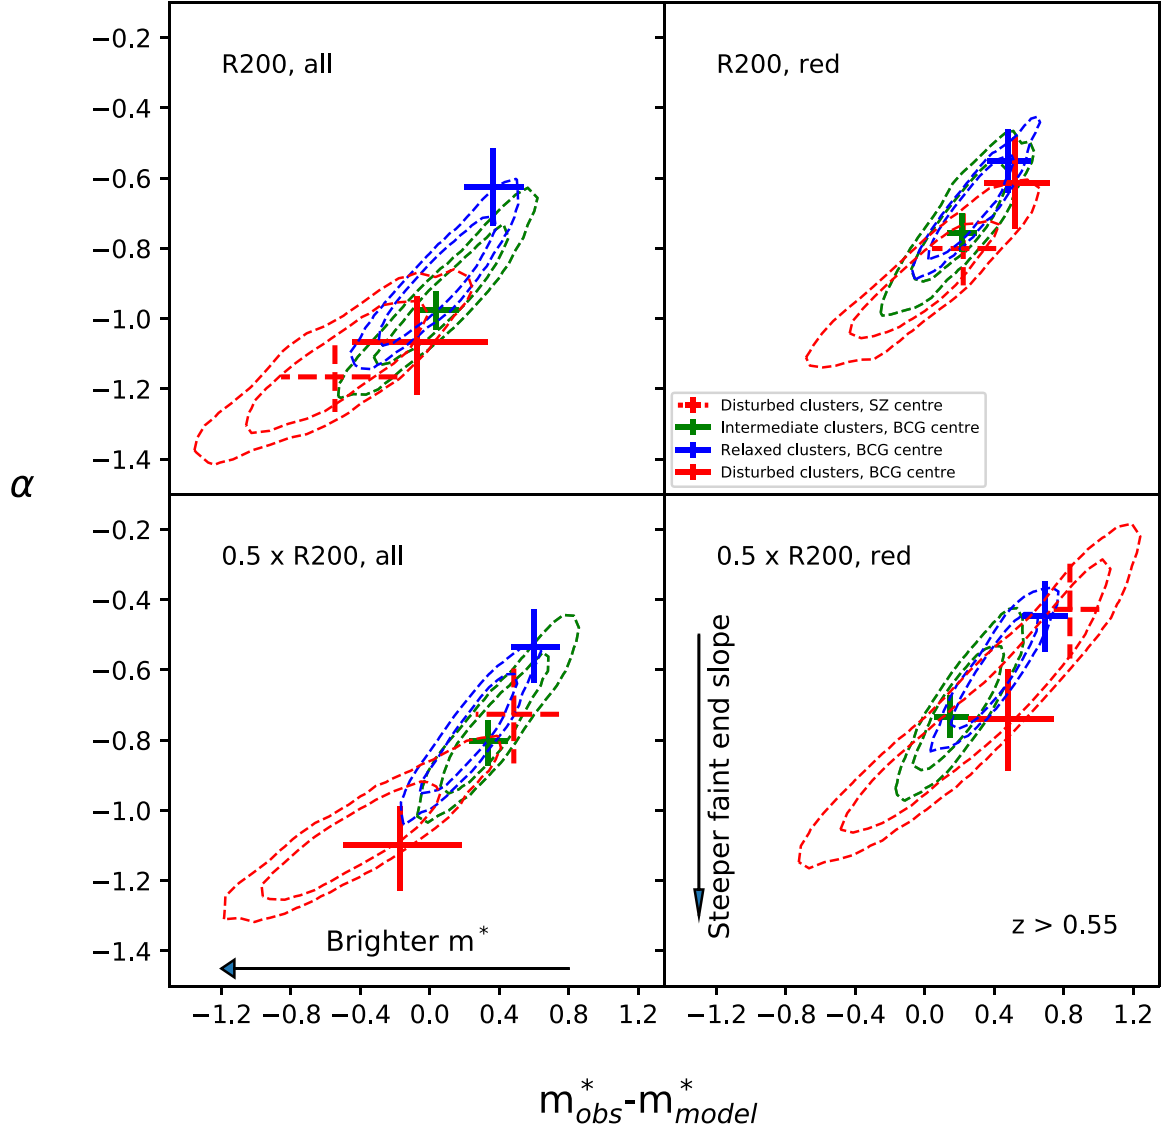 R200, all
R200, red
−0.2
−0.4
−0.6
−0.8
−1.0
−1.2
−1.4
Disturbed clusters, SZ centre
Intermediate clusters, BCG centre
Relaxed clusters, BCG centre
Disturbed clusters, BCG centre
α
0.5 x R200, all
0.5 x R200, red
−0.2
−0.4
−0.6
−0.8
−1.0
−1.2
−1.4
Steeper faint end slope
Brighter m*
z > 0.55
−1.2 −0.8 −0.4 0.0 0.4 0.8 1.2
−1.2 −0.8 −0.4 0.0 0.4 0.8 1.2
m*obs-m*model